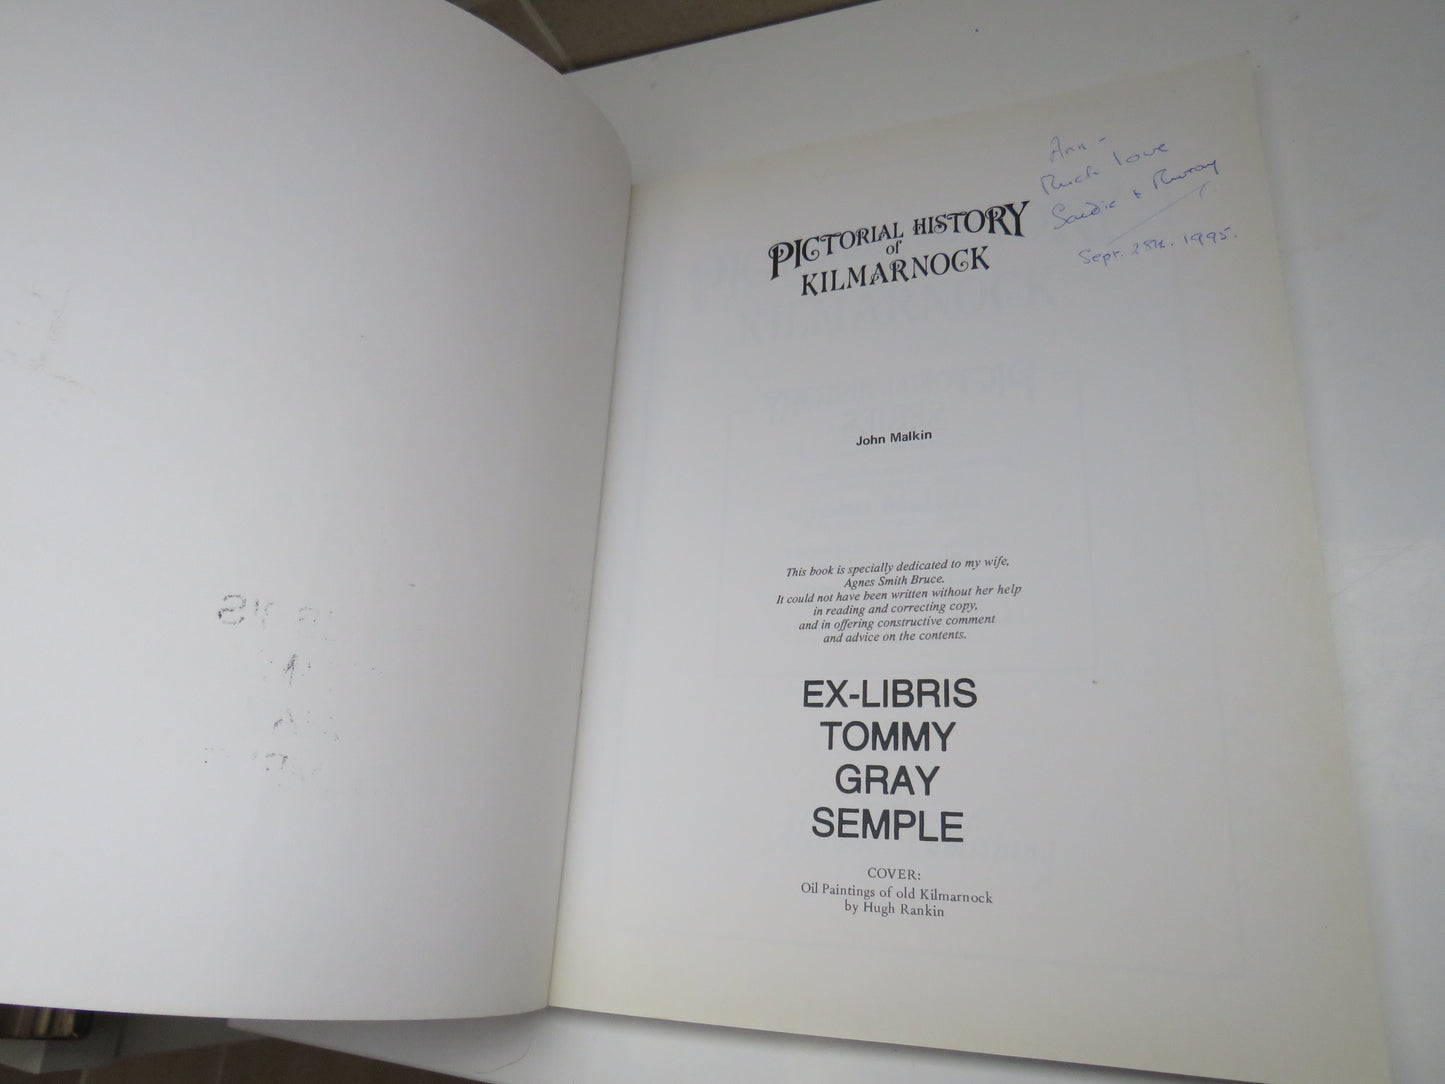 Ann -
Much love
Sandie & Murray
Sept. 28th. 1995.
PICTORIAL HISTORY
of
KILMARNOCK
John Malkin
This book is specially dedicated to my wife,
Agnes Smith Bruce.
It could not have been written without her help
in reading and correcting copy,
and in offering constructive comment
and advice on the contents.
EX-LIBRIS
TOMMY
GRAY
SEMPLE
COVER:
Oil Paintings of old Kilmarnock
by Hugh Rankin